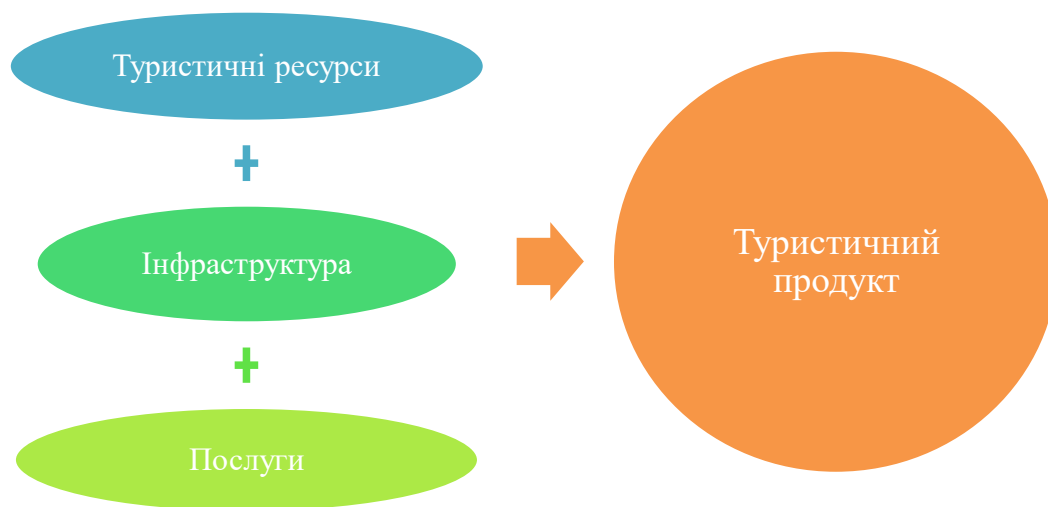 Туристичні ресурси
+
Інфраструктура
+
Послуги
Туристичний
продукт